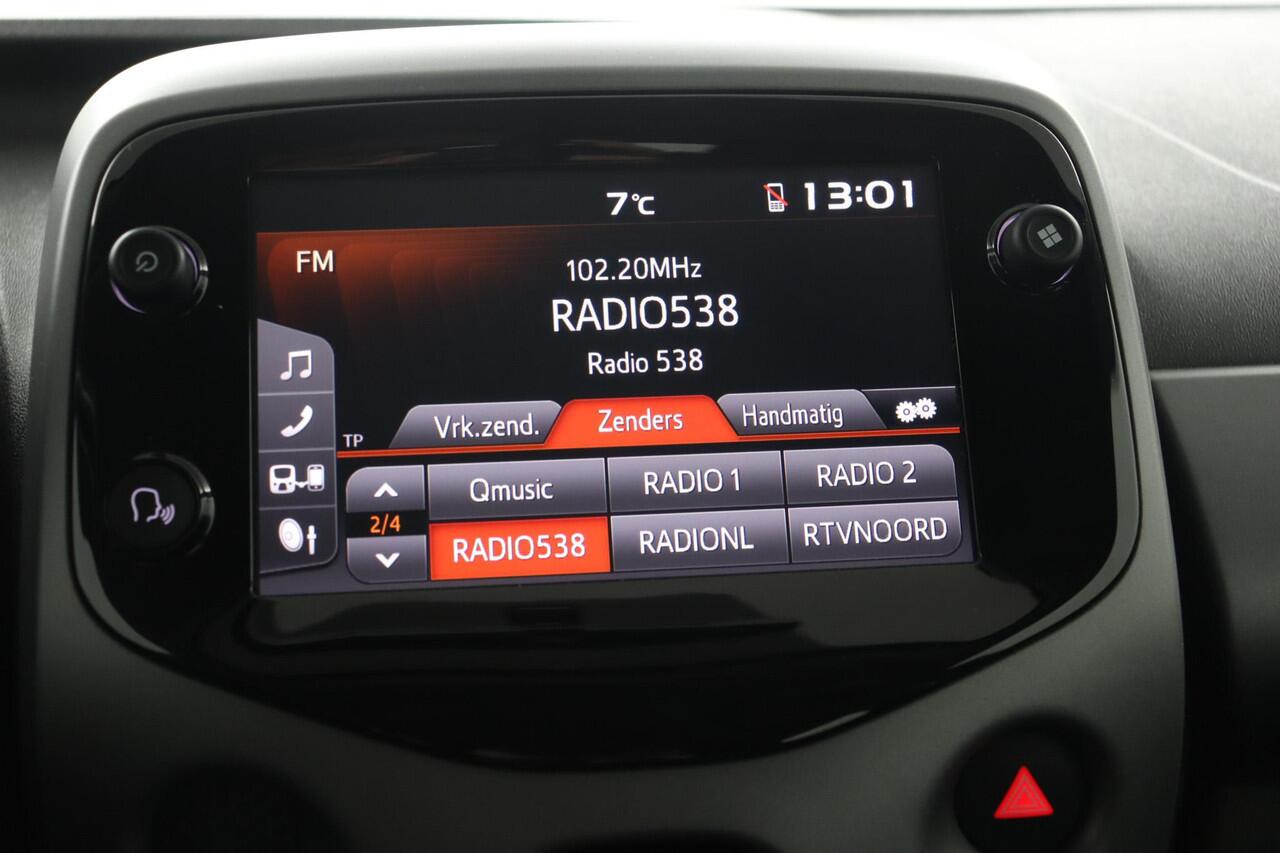 7°C 13:01
FM
102.20MHz
RADIO538
Radio 538
TP
Vrk.zend. Zenders Handmatig
Qmusic RADIO 1 RADIO 2
2/4
RADIO538 RADIONL RTVNOORD